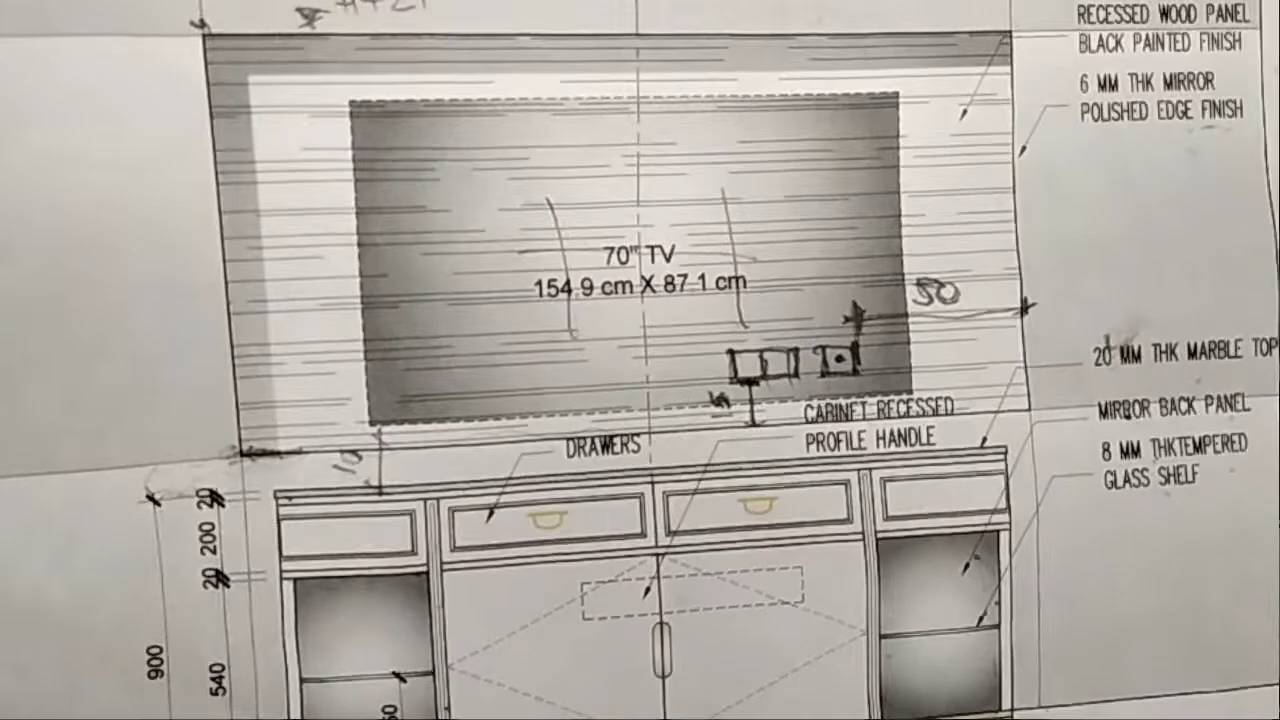 RECESSED WOOD PANEL
BLACK PAINTED FINISH
6 MM THK MIRROR
POLISHED EDGE FINISH
70" TV
154.9 cm X 87.1 cm
50
20 MM THK MARBLE TOP
MIRROR BACK PANEL
8 MM THKTEMPERED
GLASS SHELF
CABINET RECESSED
PROFILE HANDLE
DRAWERS
10
20
200
20
900
540